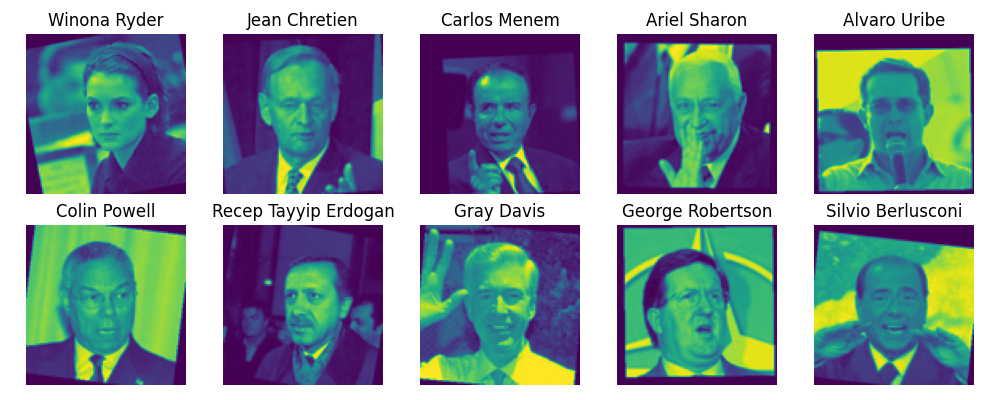 Winona Ryder
Jean Chretien
Carlos Menem
Ariel Sharon
Alvaro Uribe
Colin Powell
Recep Tayyip Erdogan
Gray Davis
George Robertson
Silvio Berlusconi